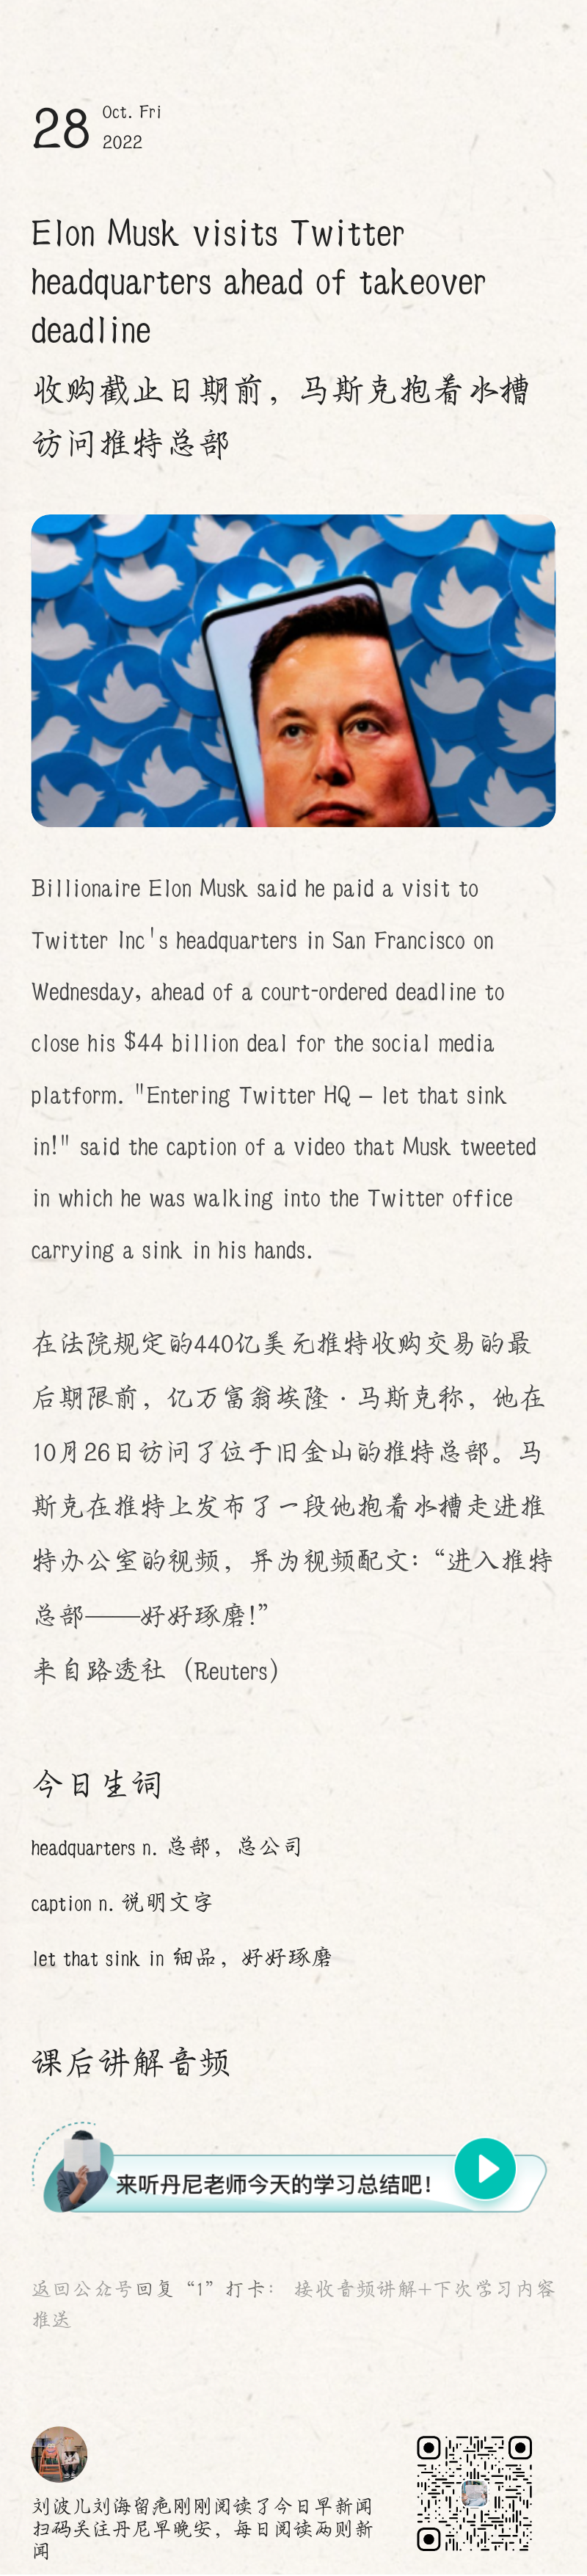 28
Oct. Fri
2022
Elon Musk visits Twitter
headquarters ahead of takeover
deadline
收购截止日期前，马斯克抱着水槽
访问推特总部
Billionaire Elon Musk said he paid a visit to
Twitter Inc's headquarters in San Francisco on
Wednesday, ahead of a court-ordered deadline to
close his $44 billion deal for the social media
platform. "Entering Twitter HQ – let that sink
in!" said the caption of a video that Musk tweeted
in which he was walking into the Twitter office
carrying a sink in his hands.
在法院规定的440亿美元推特收购交易的最
后期限前，亿万富翁埃隆·马斯克称，他在
10月26日访问了位于旧金山的推特总部。马
斯克在推特上发布了一段他抱着水槽走进推
特办公室的视频，并为视频配文：“进入推特
总部——好好琢磨！”
来自路透社（Reuters）
今日生词
headquarters n. 总部，总公司
caption n. 说明文字
let that sink in 细品，好好琢磨
课后讲解音频
来听丹尼老师今天的学习总结吧！
返回公众号回复“1”打卡： 接收音频讲解+下次学习内容
推送
刘波儿刘海留疤刚刚阅读了今日早新闻
扫码关注丹尼早晚安，每日阅读两则新
闻